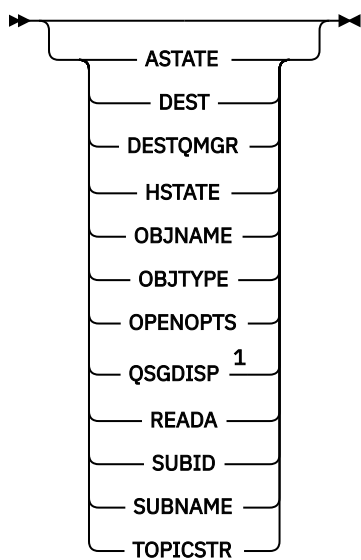 ASTATE
DEST
DESTQMGR
HSTATE
OBJNAME
OBJTYPE
OPENOPTS
QSGDISP 1
READA
SUBID
SUBNAME
TOPICSTR